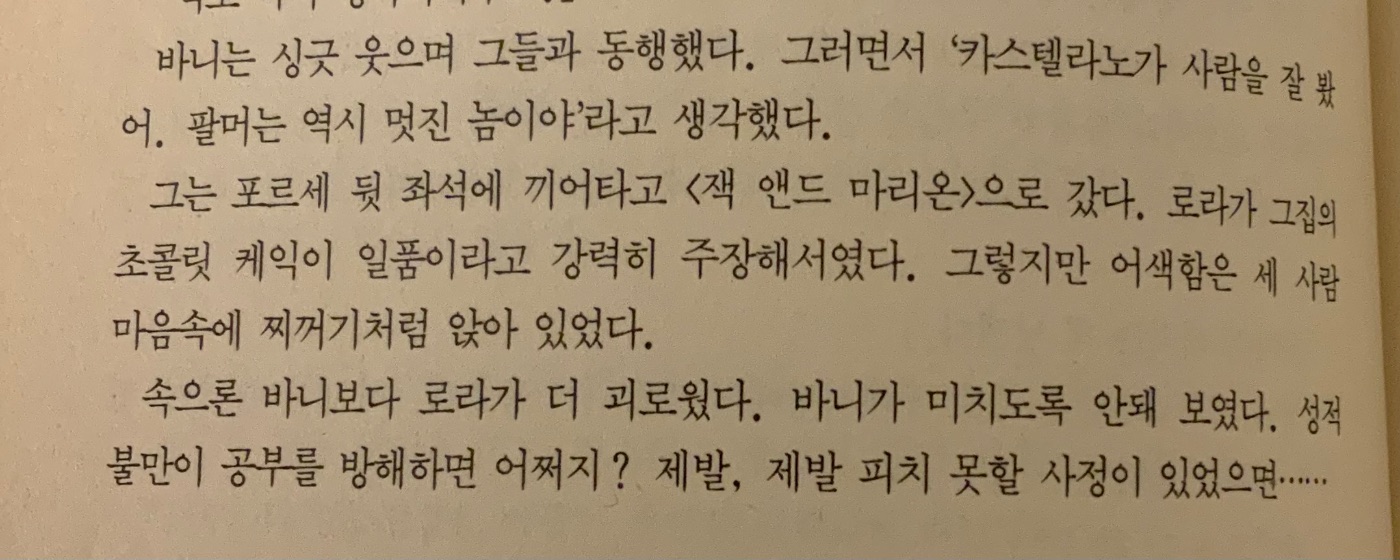 바니는 싱긋 웃으며 그들과 동행했다. 그러면서 ‘카스텔라노가 사람을 잘 봤
어. 팔머는 역시 멋진 놈이야’라고 생각했다.
그는 포르세 뒷 좌석에 끼어타고 <잭 앤드 마리온>으로 갔다. 로라가 그집의
초콜릿 케익이 일품이라고 강력히 주장해서였다. 그렇지만 어색함은 세 사람
마음속에 찌꺼기처럼 앉아 있었다.
속으론 바니보다 로라가 더 괴로웠다. 바니가 미치도록 안돼 보였다. 성적
불만이 공부를 방해하면 어쩌지? 제발, 제발 피치 못할 사정이 있었으면……